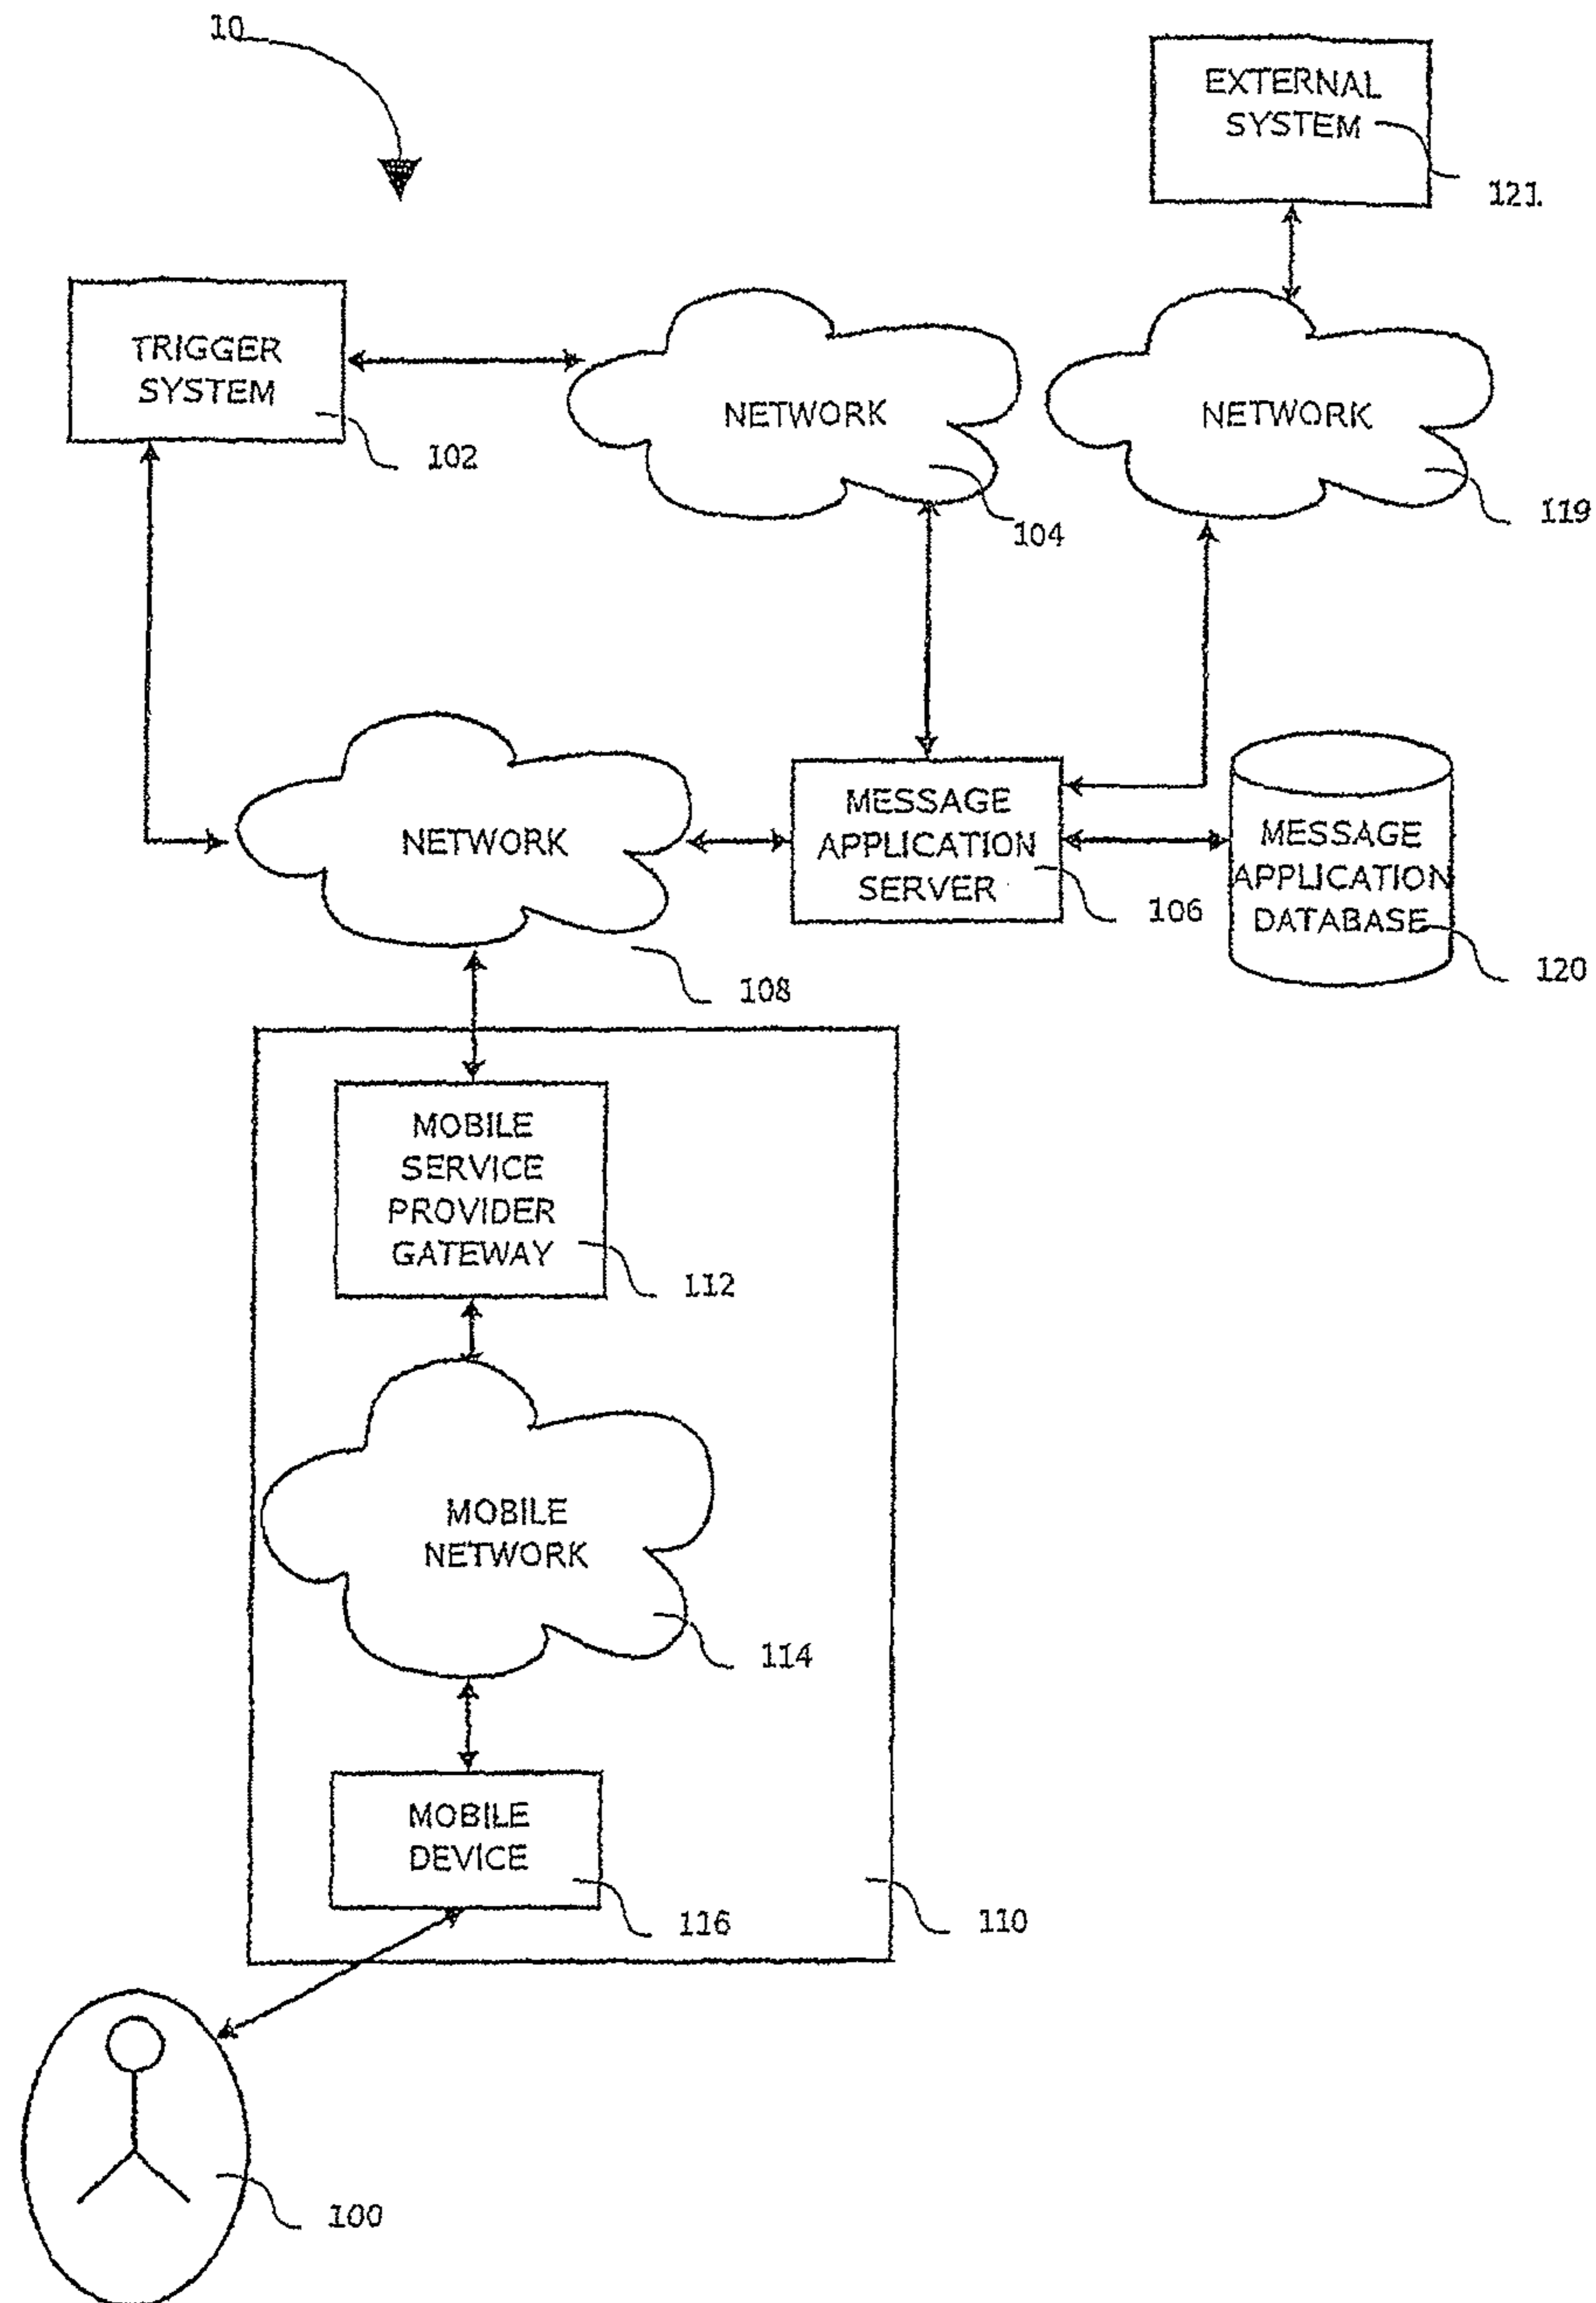 10
EXTERNAL
SYSTEM
121
TRIGGER
SYSTEM
102
NETWORK
104
NETWORK
119
NETWORK
108
MESSAGE
APPLICATION
SERVER
106
MESSAGE
APPLICATION
DATABASE
120
MOBILE
SERVICE
PROVIDER
GATEWAY
112
MOBILE
NETWORK
114
MOBILE
DEVICE
116
110
100